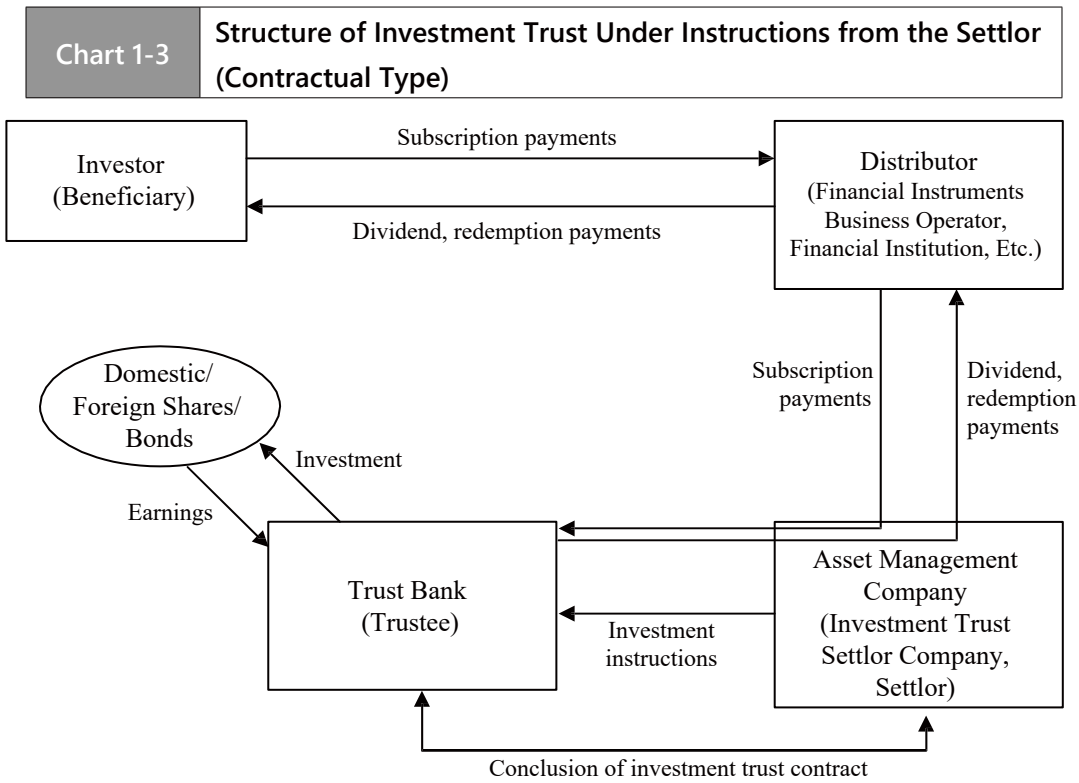 Chart 1-3
Structure of Investment Trust Under Instructions from the Settlor
(Contractual Type)
Investor
(Beneficiary)
Subscription payments
Dividend, redemption payments
Distributor
(Financial Instruments
Business Operator,
Financial Institution, Etc.)
Subscription
payments
Dividend,
redemption
payments
Domestic/
Foreign Shares/
Bonds
Investment
Earnings
Trust Bank
(Trustee)
Investment
instructions
Asset Management
Company
(Investment Trust
Settlor Company,
Settlor)
Conclusion of investment trust contract